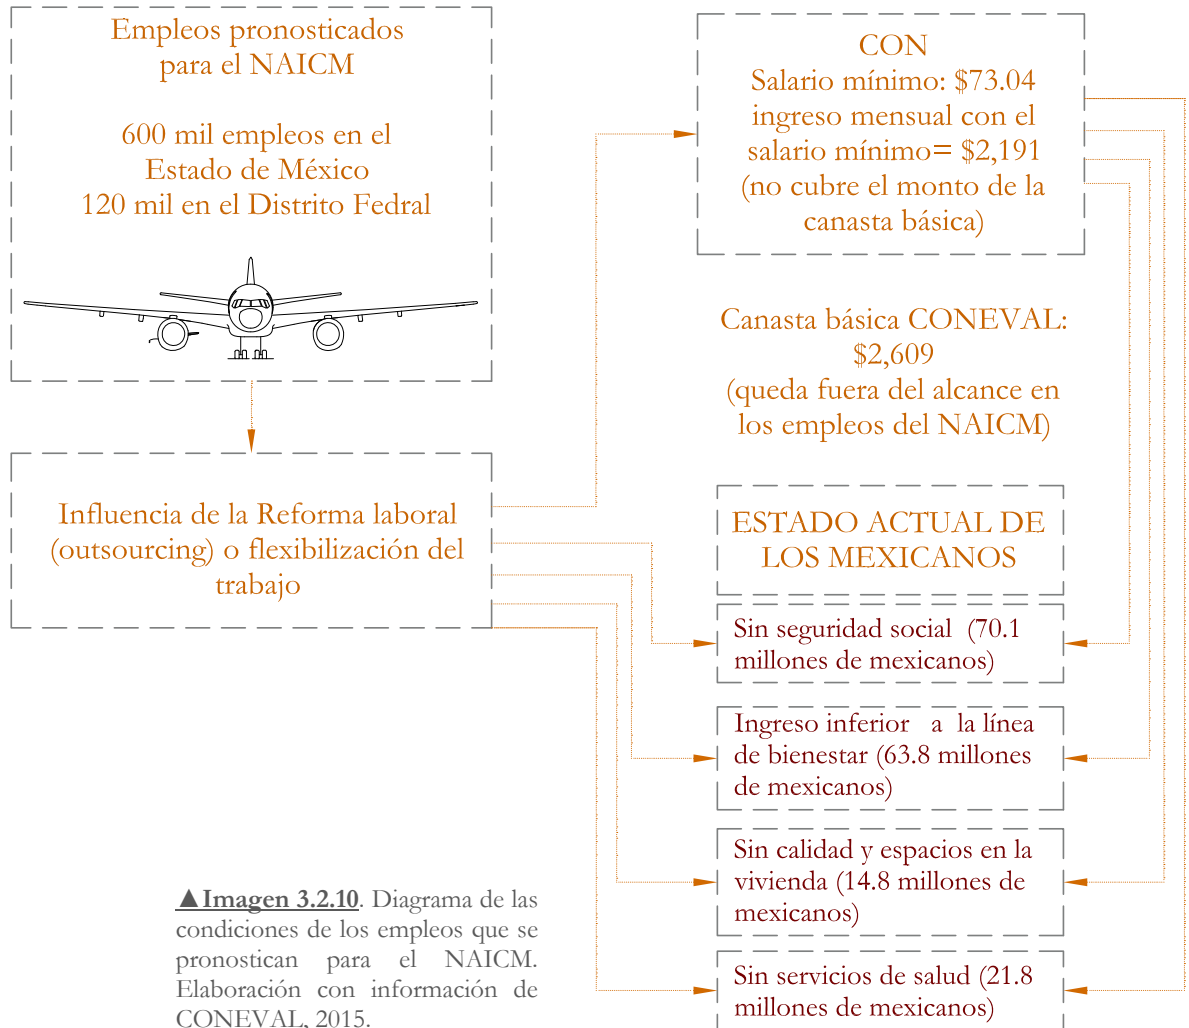 Empleos pronosticados
para el NAICM
600 mil empleos en el
Estado de México
120 mil en el Distrito Federal
Influencia de la Reforma laboral
(outsourcing) o flexibilización del
trabajo
CON
Salario mínimo: $73.04
ingreso mensual con el
salario mínimo= $2,191
(no cubre el monto de la
canasta básica)
Canasta básica CONEVAL:
$2,609
(queda fuera del alcance en
los empleos del NAICM)
ESTADO ACTUAL DE
LOS MEXICANOS
Sin seguridad social (70.1
millones de mexicanos)
Ingreso inferior a la línea
de bienestar (63.8 millones
de mexicanos)
Sin calidad y espacios en la
vivienda (14.8 millones de
mexicanos)
Sin servicios de salud (21.8
millones de mexicanos)
▲Imagen 3.2.10. Diagrama de las
condiciones de los empleos que se
pronostican para el NAICM.
Elaboración con información de
CONEVAL, 2015.